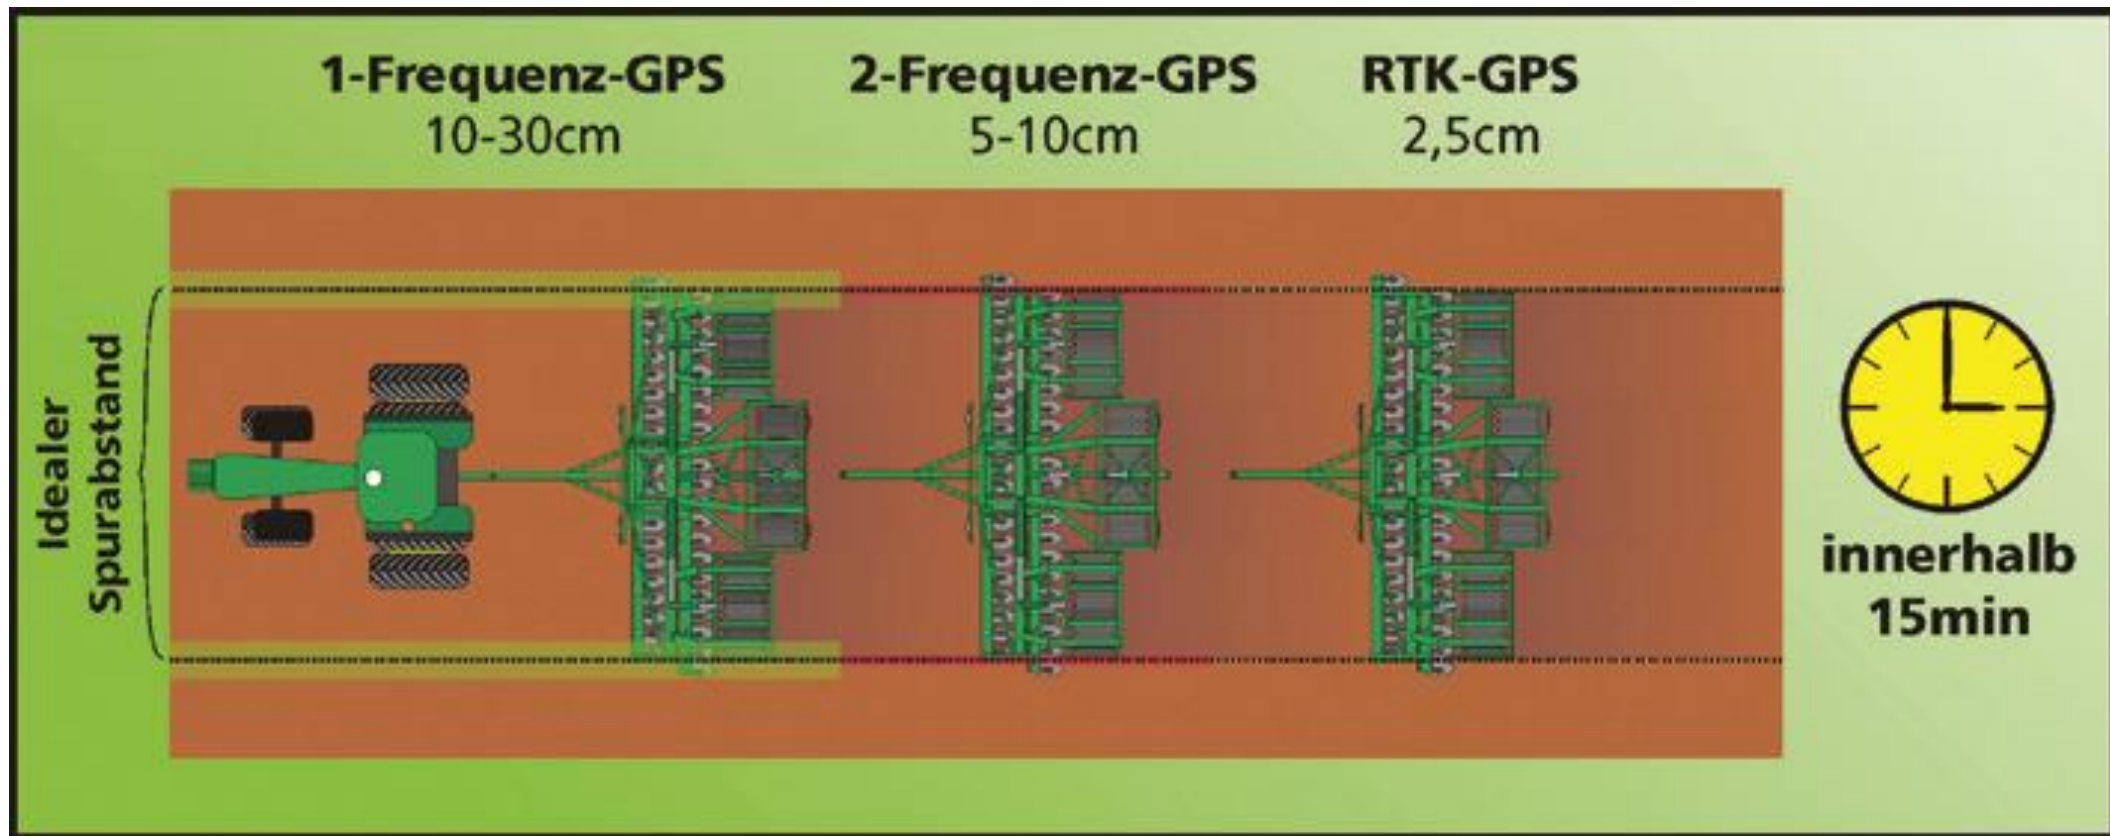 1-Frequenz-GPS
10-30cm
2-Frequenz-GPS
5-10cm
RTK-GPS
2,5cm
Idealer
Spurabstand
innerhalb
15min